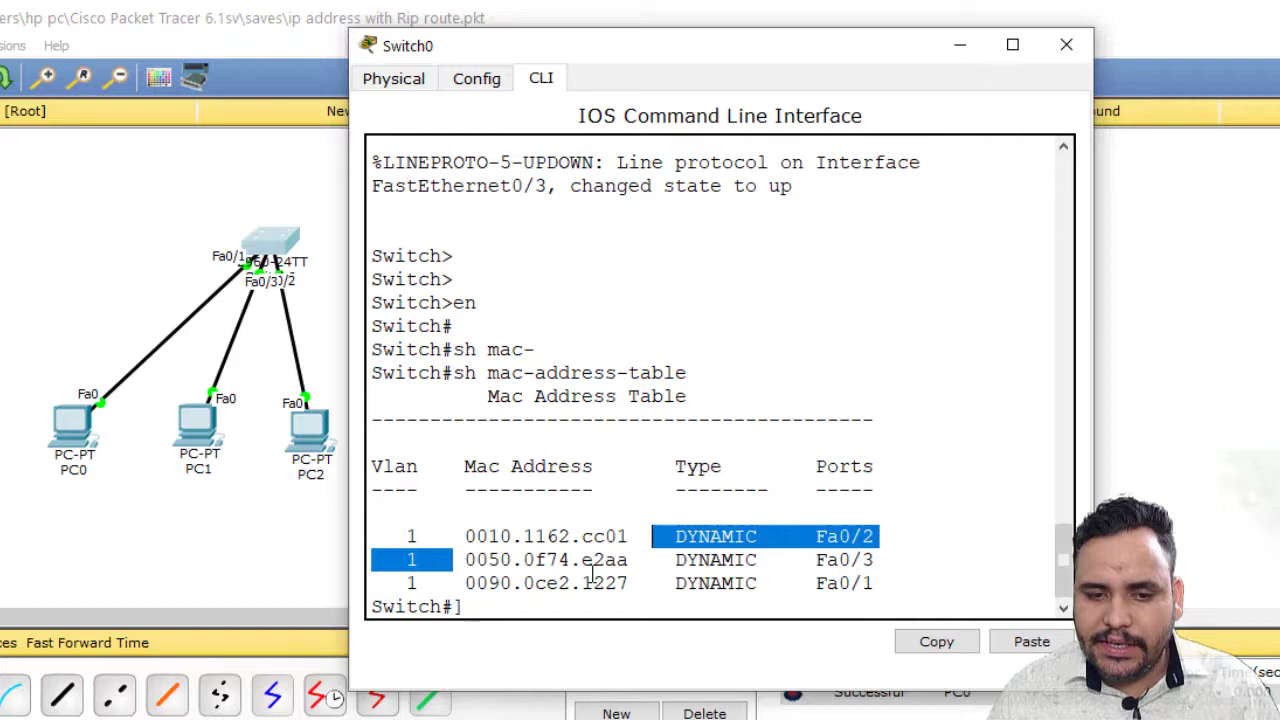 ers\hp pc\Cisco Packet Tracer 6.1sv\saves\ip address with Rip route.pkt
Switch0
Help
Physical
Config
CLI
[Root]
IOS Command Line Interface
%LINEPROTO-5-UPDOWN: Line protocol on Interface
FastEthernet0/3, changed state to up
Switch>
Switch>
Switch>en
Switch#
Switch#sh mac-
Switch#sh mac-address-table
Mac Address Table
-------------------------------------------
Vlan Mac Address Type Ports
---- ----------- -------- -----
1 0010.1162.cc01 DYNAMIC Fa0/2
1 0050.0f74.e2aa DYNAMIC Fa0/3
1 0090.0ce2.1227 DYNAMIC Fa0/1
Switch#]
Fa0/1
Fa0
Fa0
Fa0
PC-PT
PC0
PC-PT
PC1
PC-PT
PC2
Copy
Paste
Fast Forward Time
New
Delete
Successful
PC0